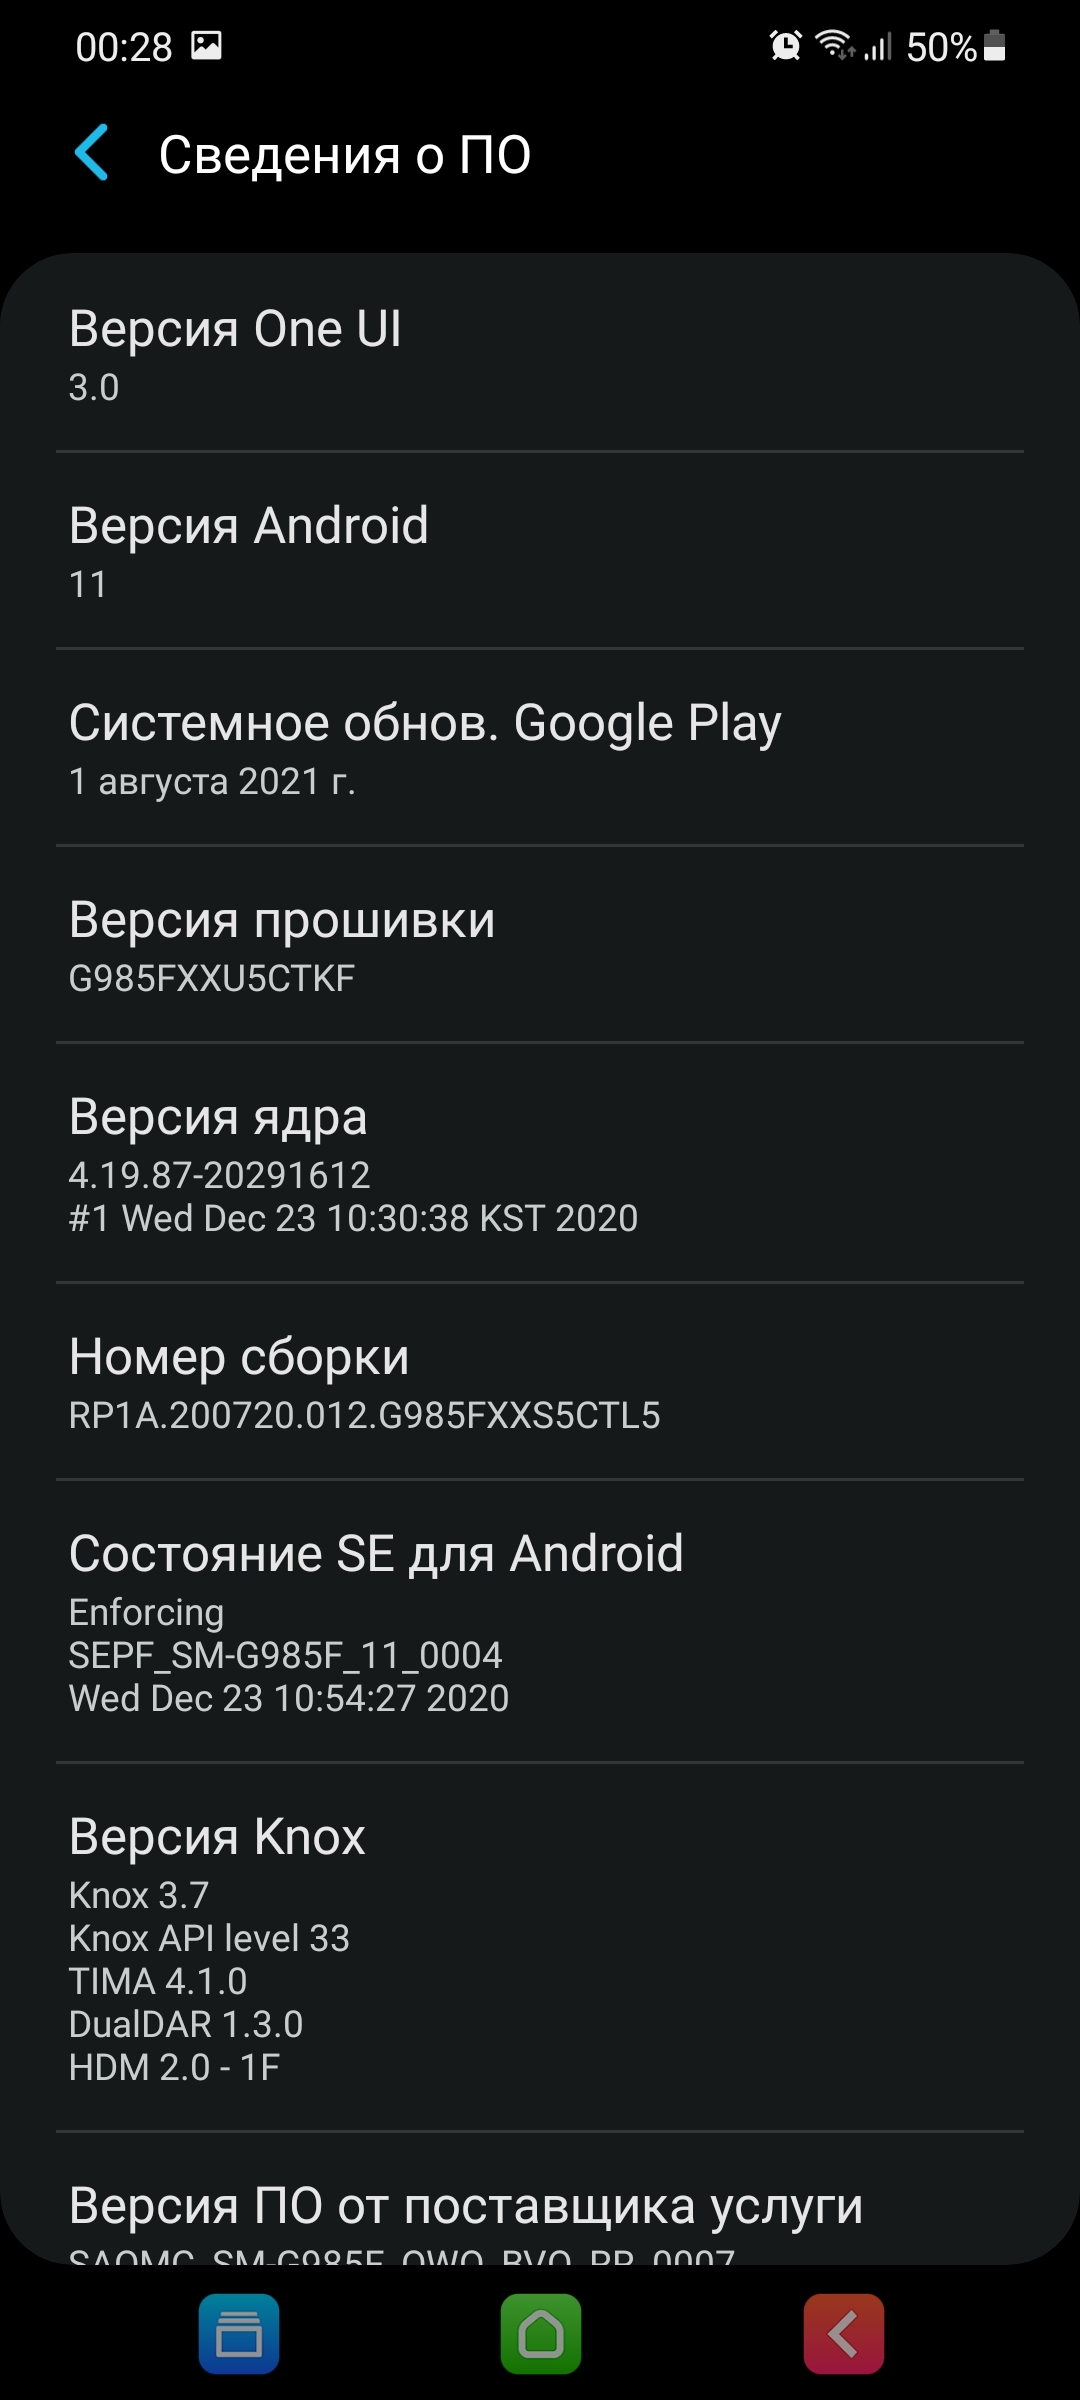 00:28 50%
Сведения о ПО
Версия One UI
3.0
Версия Android
11
Системное обнов. Google Play
1 августа 2021 г.
Версия прошивки
G985FXXU5CTKF
Версия ядра
4.19.87-20291612
#1 Wed Dec 23 10:30:38 KST 2020
Номер сборки
RP1A.200720.012.G985FXXS5CTL5
Состояние SE для Android
Enforcing
SEPF_SM-G985F_11_0004
Wed Dec 23 10:54:27 2020
Версия Knox
Knox 3.7
Knox API level 33
TIMA 4.1.0
DualDAR 1.3.0
HDM 2.0 - 1F
Версия ПО от поставщика услуги